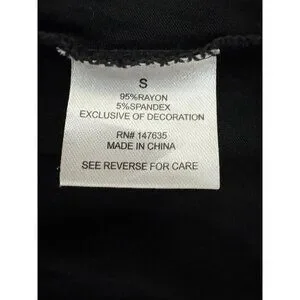 S
95%RAYON
5%SPANDEX
EXCLUSIVE OF DECORATION
RN# 147635
MADE IN CHINA
SEE REVERSE FOR CARE